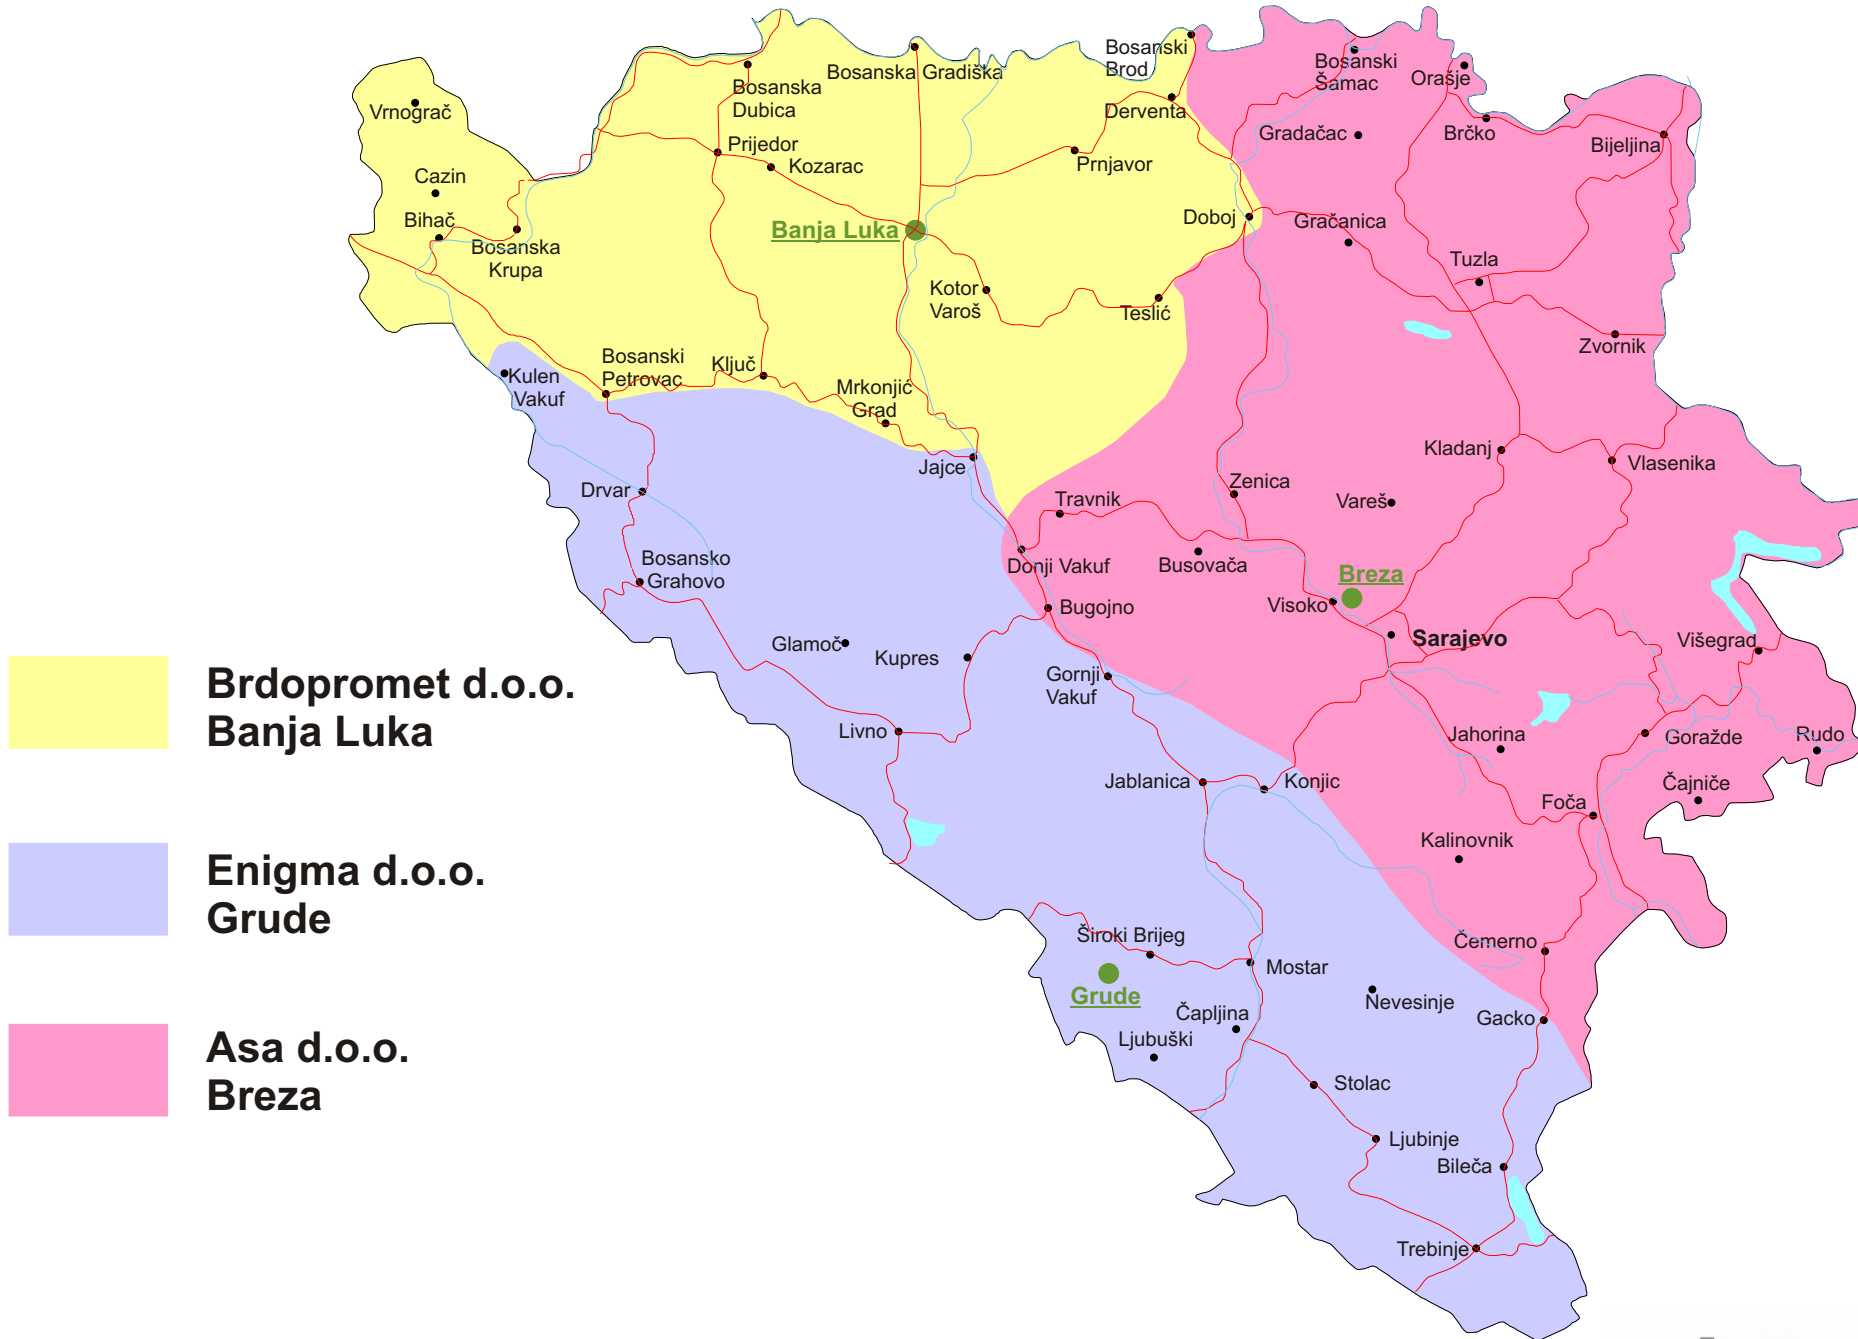 Vrnograč
Cazin
Bihač
Bosanska
Krupa
Bosanska
Dubica
Prijedor
Kozarac
Bosanska Gradiška
Banja Luka
Kotor
Varoš
Bosanski
Brod
Derventa
Prnjavor
Doboj
Teslić
Bosanski
Šamac
Orašje
Gradačac
Brčko
Bijeljina
Gračanica
Tuzla
Zvornik
Kulen
Vakuf
Bosanski
Petrovac
Ključ
Mrkonjić
Grad
Jajce
Drvar
Bosansko
Grahovo
Glamoč
Kupres
Livno
Travnik
Donji Vakuf
Bugojno
Gornji
Vakuf
Zenica
Busovača
Vareš
Kladanj
Vlasenika
Breza
Visoko
Sarajevo
Višegrad
Jahorina
Goražde
Rudo
Čajniče
Foča
Kalinovnik
Čemerno
Jablanica
Konjic
Široki Brijeg
Mostar
Grude
Čapljina
Ljubuški
Nevesinje
Gacko
Stolac
Ljubinje
Bileča
Trebinje
Brdopromet d.o.o.
Banja Luka
Enigma d.o.o.
Grude
Asa d.o.o.
Breza